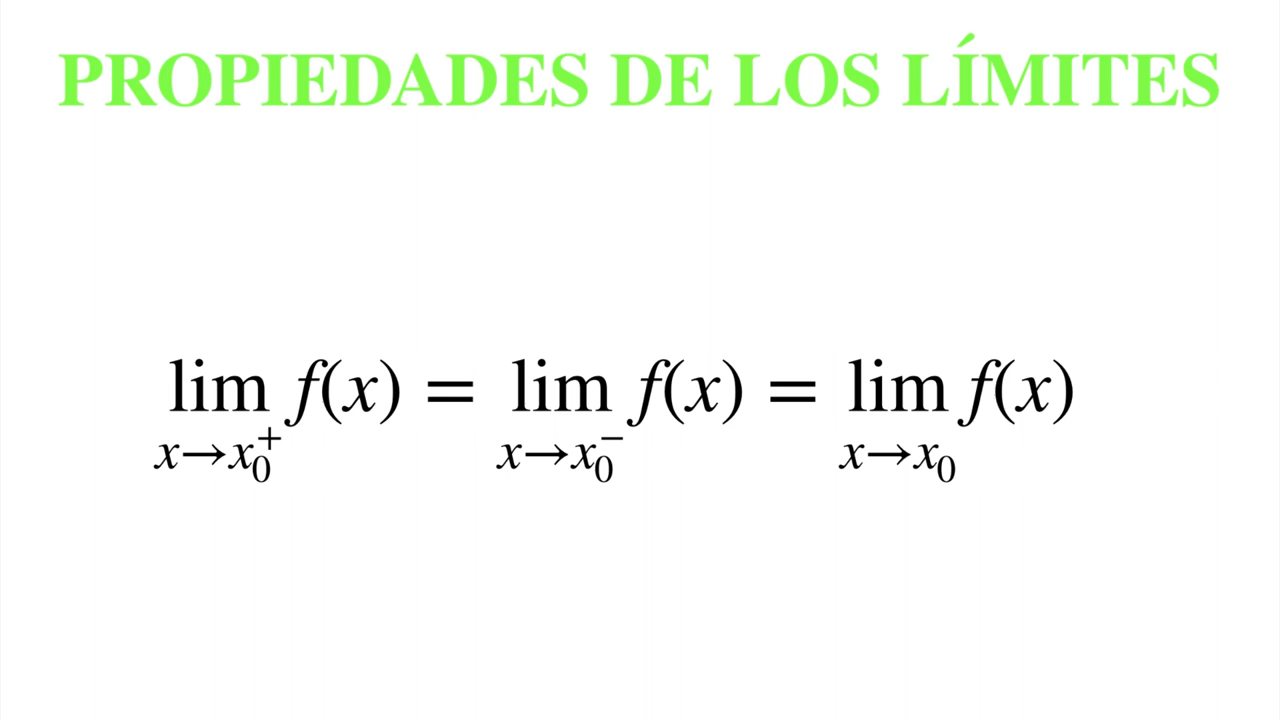 PROPIEDADES DE LOS LÍMITES
lim f(x) = lim f(x) = lim f(x)
x→x₀⁺ x→x₀⁻ x→x₀